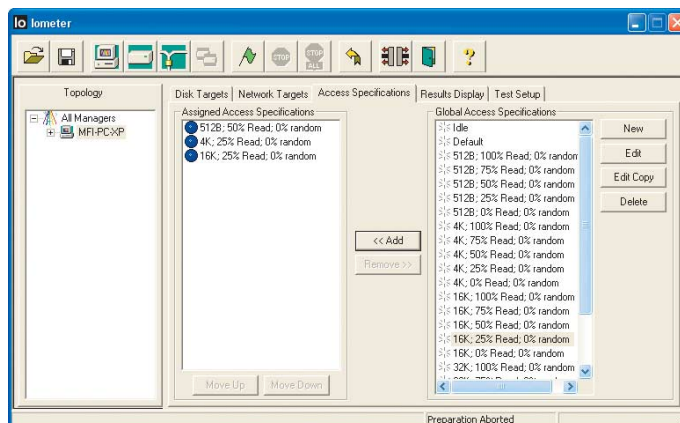 Io Iometer
STOP
STOP ALL
?
Topology
All Managers
MFI-PC-XP
Disk Targets
Network Targets
Access Specifications
Results Display
Test Setup
Assigned Access Specifications
512B; 50% Read; 0% random
4K; 25% Read; 0% random
16K; 25% Read; 0% random
Move Up
Move Down
<< Add
Remove >>
Global Access Specifications
Idle
Default
512B; 100% Read; 0% random
512B; 75% Read; 0% random
512B; 50% Read; 0% random
512B; 25% Read; 0% random
512B; 0% Read; 0% random
4K; 100% Read; 0% random
4K; 75% Read; 0% random
4K; 50% Read; 0% random
4K; 25% Read; 0% random
4K; 0% Read; 0% random
16K; 100% Read; 0% random
16K; 75% Read; 0% random
16K; 50% Read; 0% random
16K; 25% Read; 0% random
16K; 0% Read; 0% random
32K; 100% Read; 0% random
New
Edit
Edit Copy
Delete
Preparation Aborted